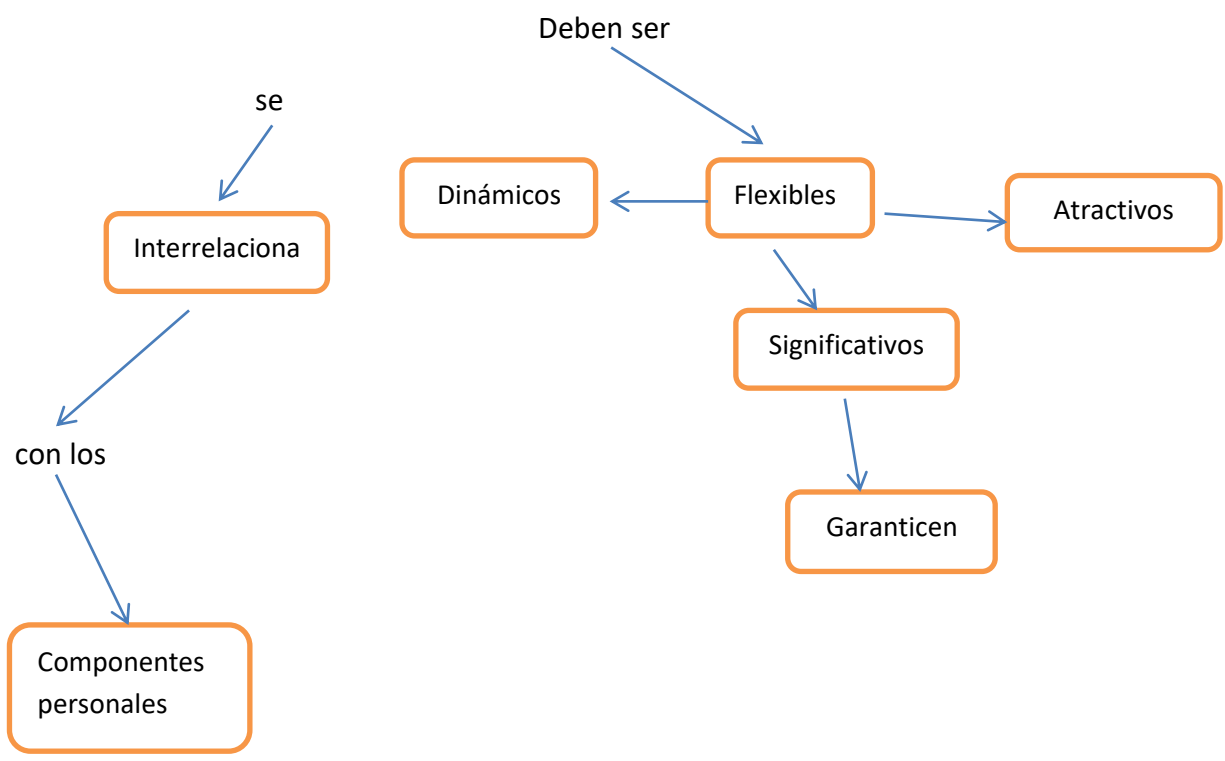 Deben ser
se
Dinámicos
Flexibles
Atractivos
Interrelaciona
Significativos
con los
Garanticen
Componentes
personales